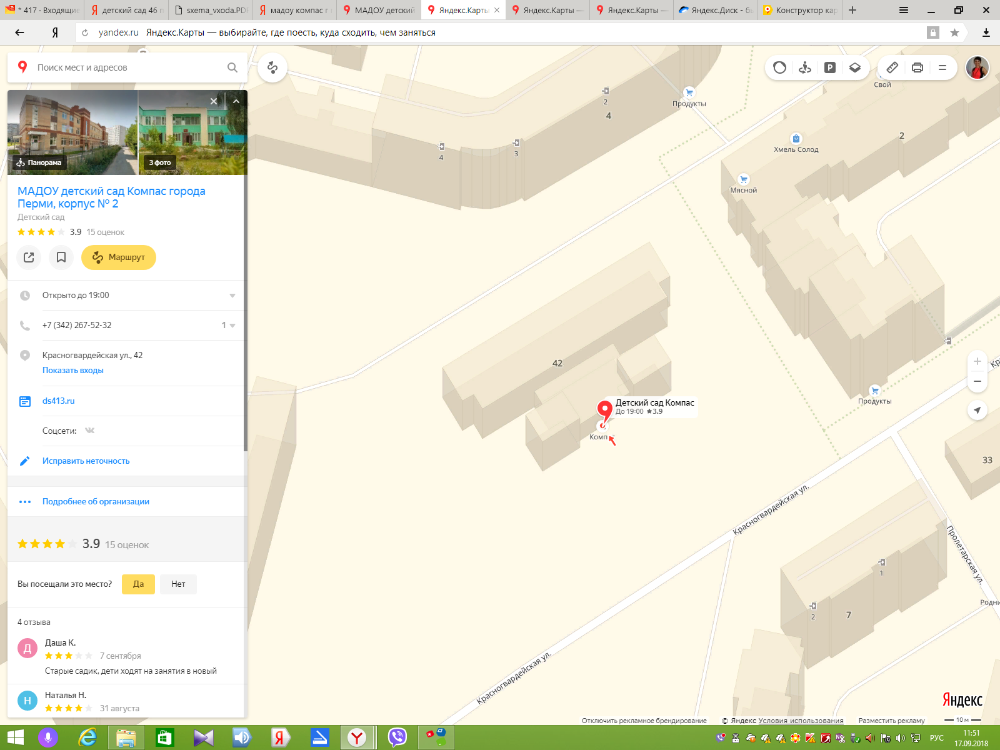 * 417 · Входящие
детский сад 46 п
sxema_vxoda.PDF
мадоу компас г п
МАДОУ детский
Яндекс.Карты
Яндекс.Карты —
Яндекс.Карты —
Яндекс.Диск - бы
Конструктор кар
yandex.ru Яндекс.Карты — выбирайте, где поесть, куда сходить, чем заняться
Поиск мест и адресов
Панорама
3 фото
МАДОУ детский сад Компас города
Перми, корпус № 2
Детский сад
3.9 15 оценок
Маршрут
Открыто до 19:00
+7 (342) 267-52-32 1
Красногвардейская ул., 42
Показать входы
ds413.ru
Соцсети:
Исправить неточность
Подробнее об организации
3.9 15 оценок
Вы посещали это место? Да Нет
4 отзыва
Д
Даша К.
7 сентября
Старые садик, дети ходят на занятия в новый
Н
Наталья Н.
31 августа
P
Свой
2
4
Продукты
4
3
Хмель Солод
2
Мясной
42
Детский сад Компас
До 19:00 ★3.9
Продукты
33
Красногвардейская ул.
Пролетарская ул.
1
2
7
Красногвардейская ул.
Яндекс
Отключить рекламное брендирование
© Яндекс Условия использования
Разместить рекламу
10 м
РУС
11:51
17.09.2018